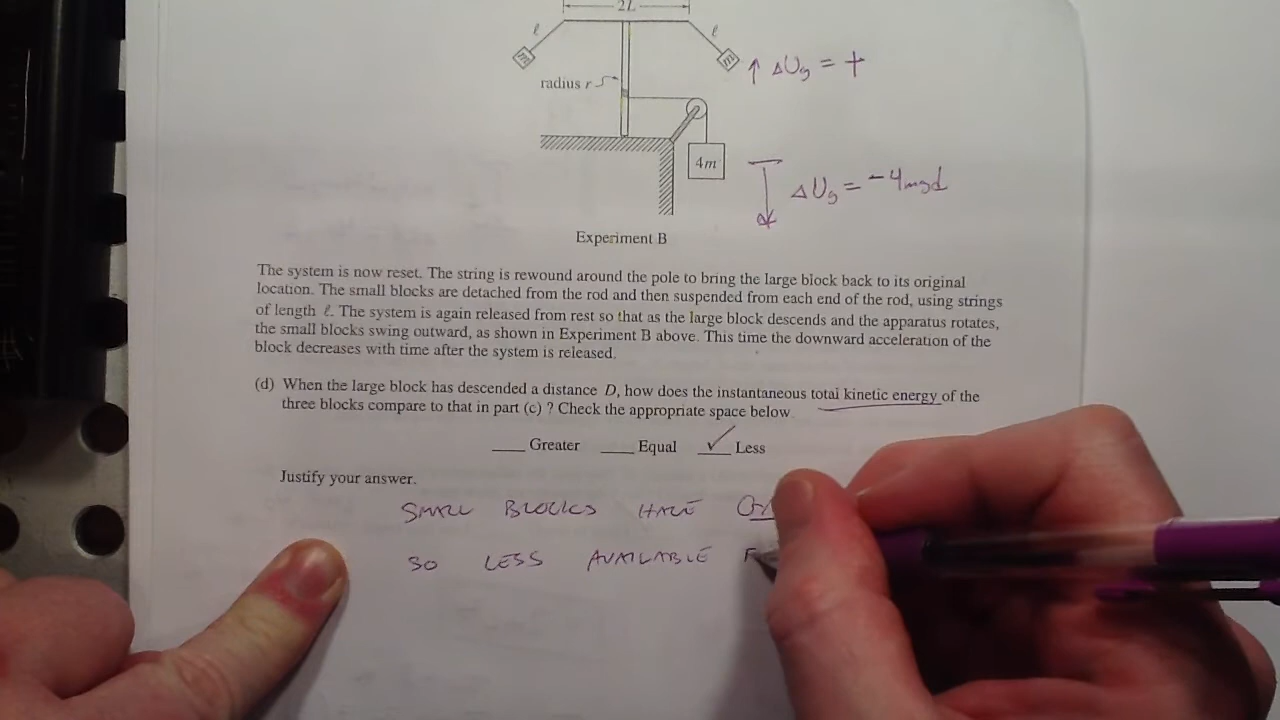 2L
ℓ ℓ
m m ↑ ΔUg = +
radius r
4m ΔUg = -4mgd
Experiment B
The system is now reset. The string is rewound around the pole to bring the large block back to its original
location. The small blocks are detached from the rod and then suspended from each end of the rod, using strings
of length ℓ. The system is again released from rest so that as the large block descends and the apparatus rotates,
the small blocks swing outward, as shown in Experiment B above. This time the downward acceleration of the
block decreases with time after the system is released.
(d) When the large block has descended a distance D, how does the instantaneous total kinetic energy of the
three blocks compare to that in part (c) ? Check the appropriate space below.
___ Greater ___ Equal ✓ Less
Justify your answer.
SMALL BLOCKS HAVE
SO LESS AVAILABLE